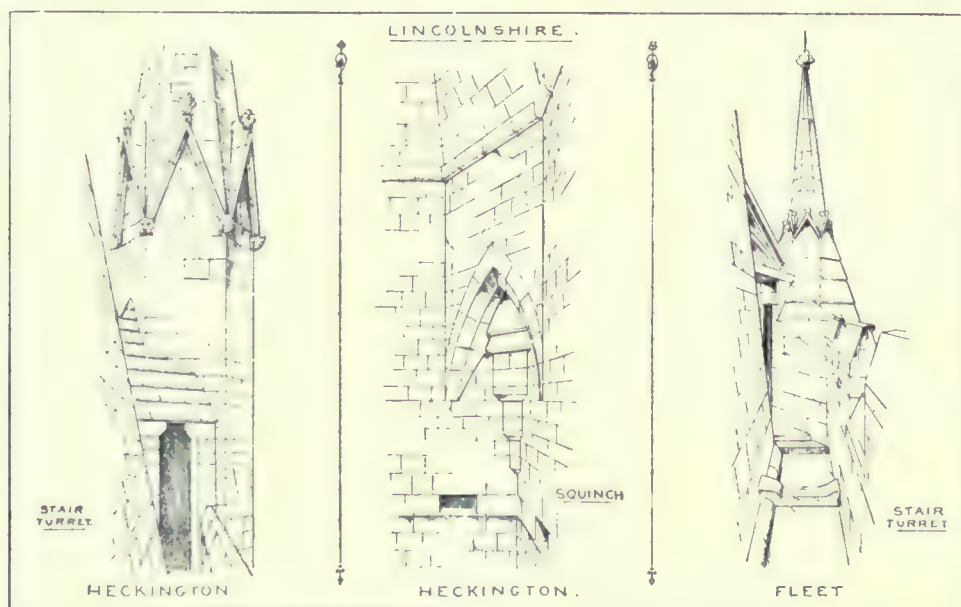 LINCOLNSHIRE.
STAIR
TURRET.
HECKINGTON
SQUINCH
HECKINGTON.
STAIR
TURRET
FLEET